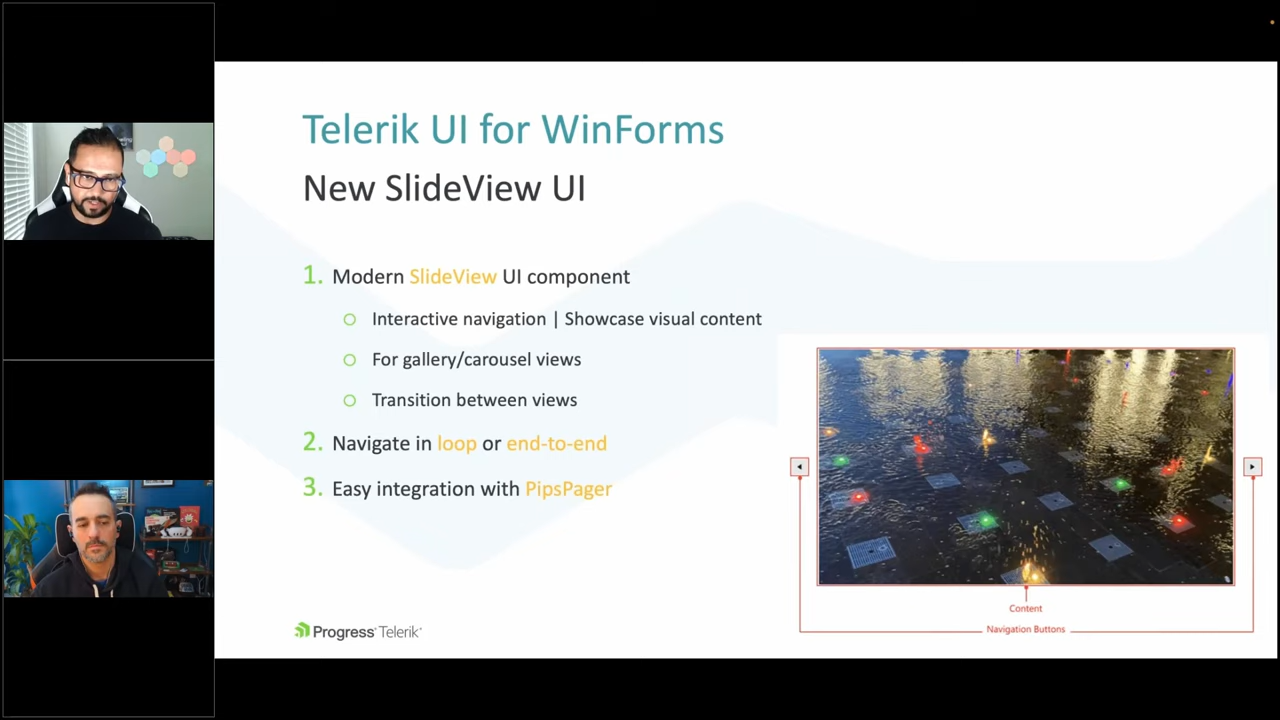 Telerik UI for WinForms
New SlideView UI
1. Modern SlideView UI component
Interactive navigation | Showcase visual content
For gallery/carousel views
Transition between views
2. Navigate in loop or end-to-end
3. Easy integration with PipsPager
Content
Navigation Buttons
Progress Telerik